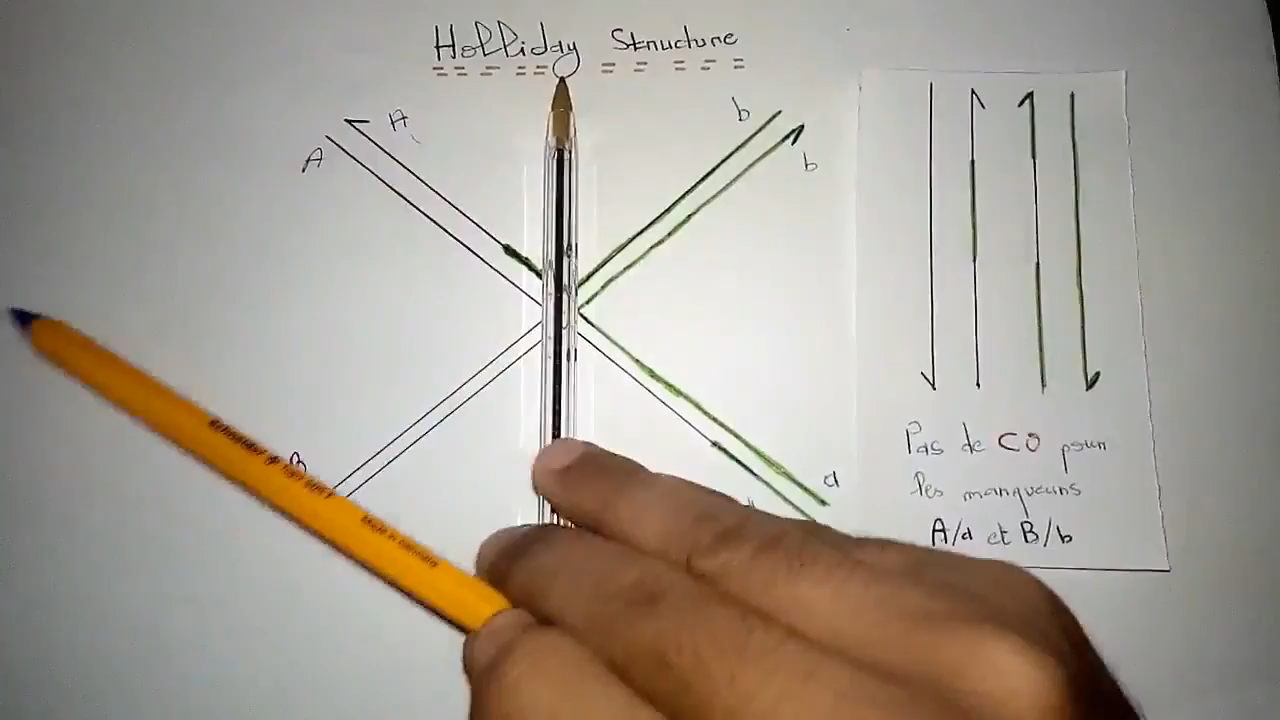 Holliday Structure
A
b
A
b
B
a
Pas de CO pour
les marqueurs
A/a et B/b